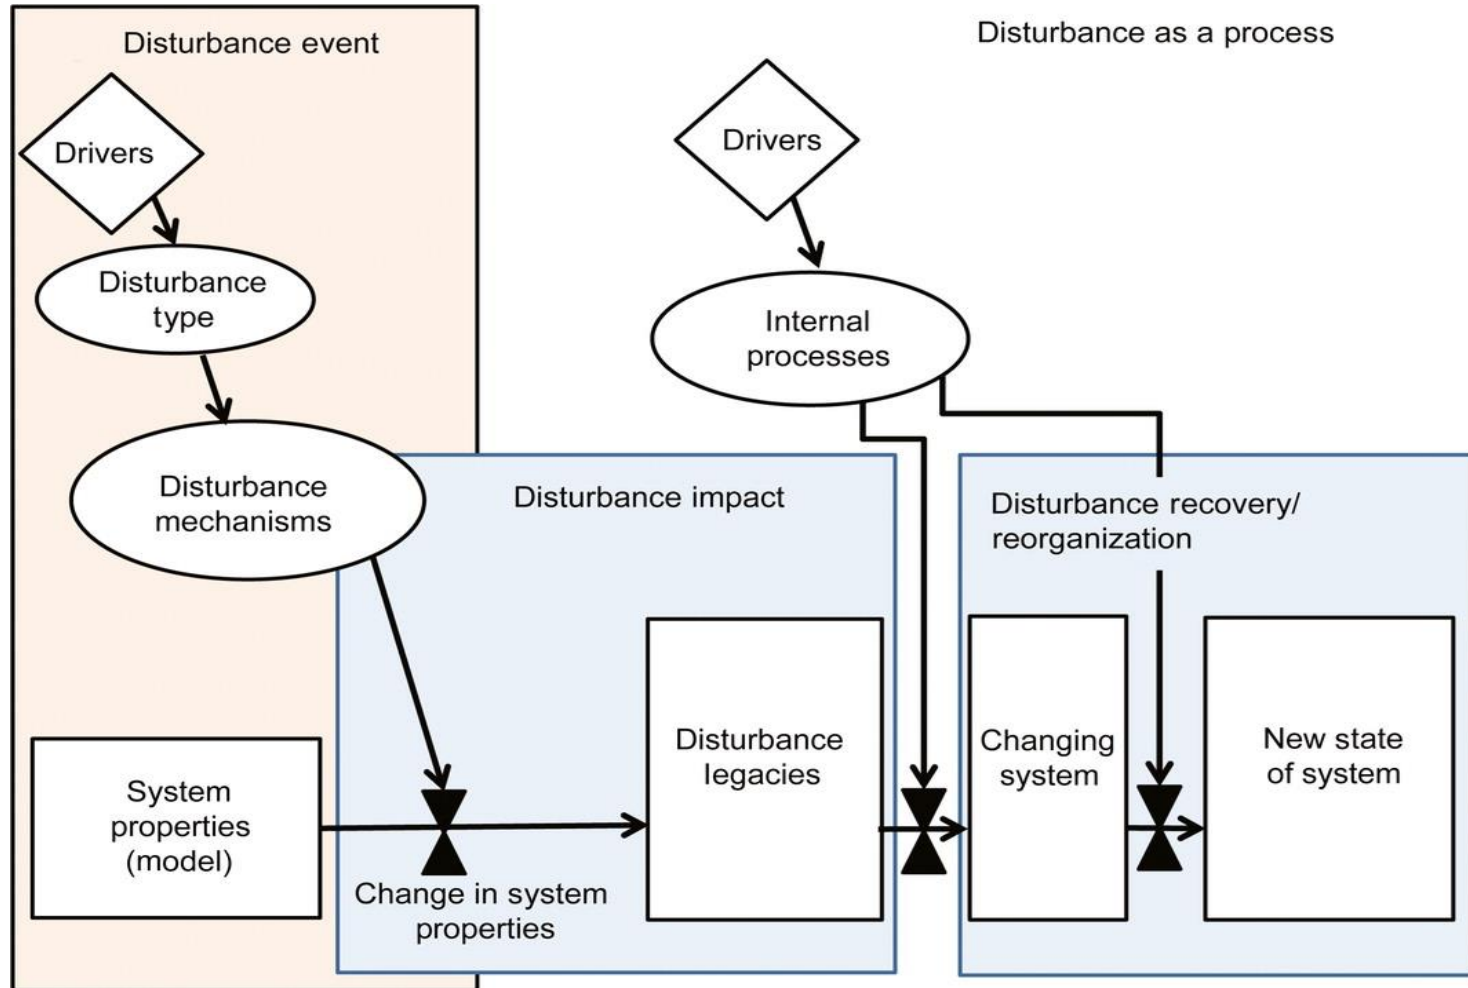 Disturbance event
Disturbance as a process
Drivers
Drivers
Disturbance
type
Internal
processes
Disturbance
mechanisms
Disturbance impact
Disturbance recovery/
reorganization
System
properties
(model)
Change in system
properties
Disturbance
legacies
Changing
system
New state
of system